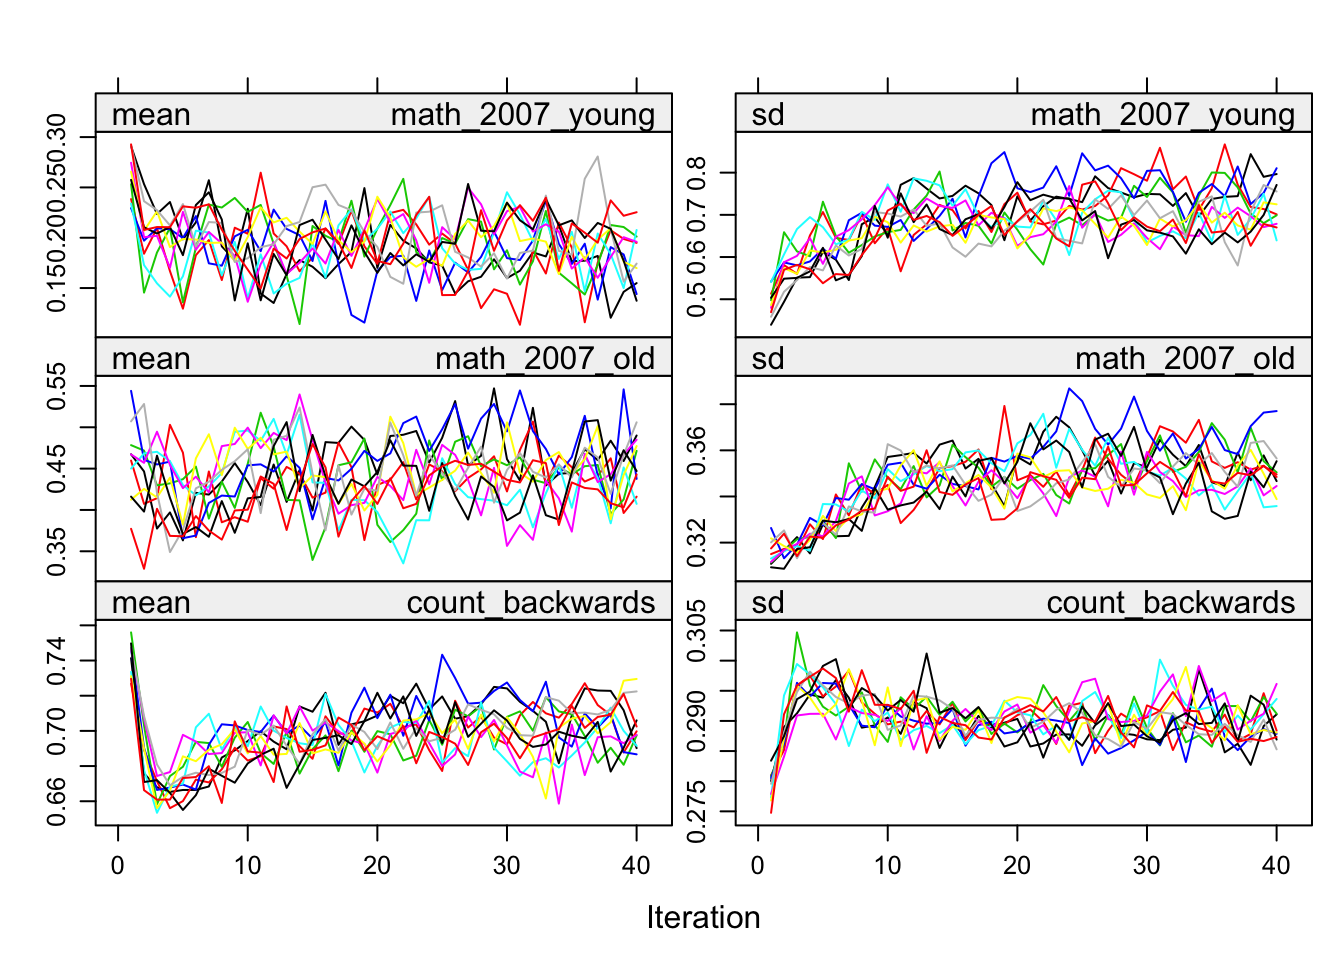 mean math_2007_young
sd math_2007_young
0.30
0.25
0.20
0.15
0.8
0.7
0.6
0.5
mean math_2007_old
sd math_2007_old
0.55
0.45
0.35
0.36
0.32
mean count_backwards
sd count_backwards
0.74
0.70
0.66
0.305
0.290
0.275
0 10 20 30 40
0 10 20 30 40
Iteration